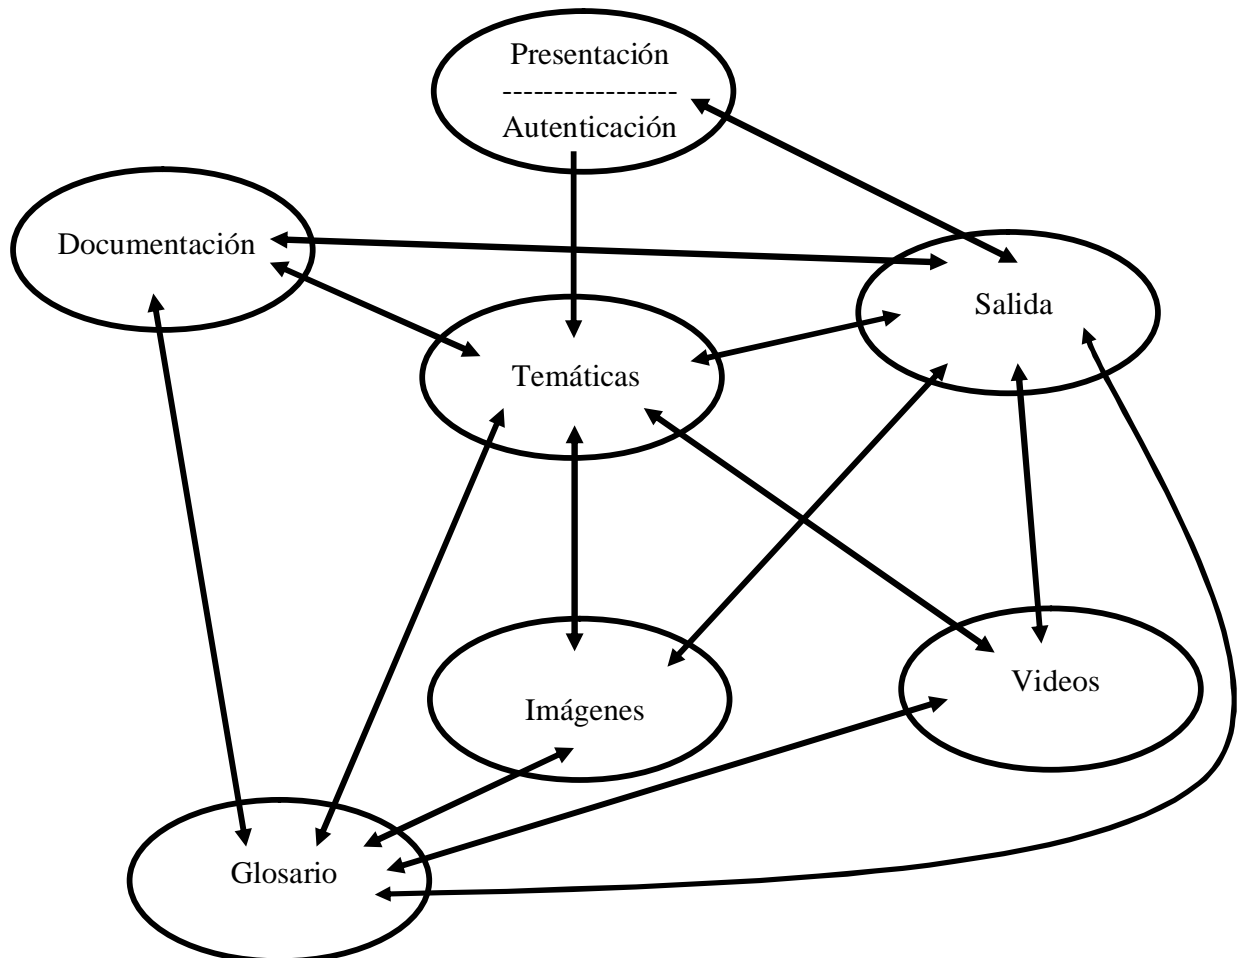 Presentación
-----------------
Autenticación
Documentación
Salida
Temáticas
Videos
Imágenes
Glosario